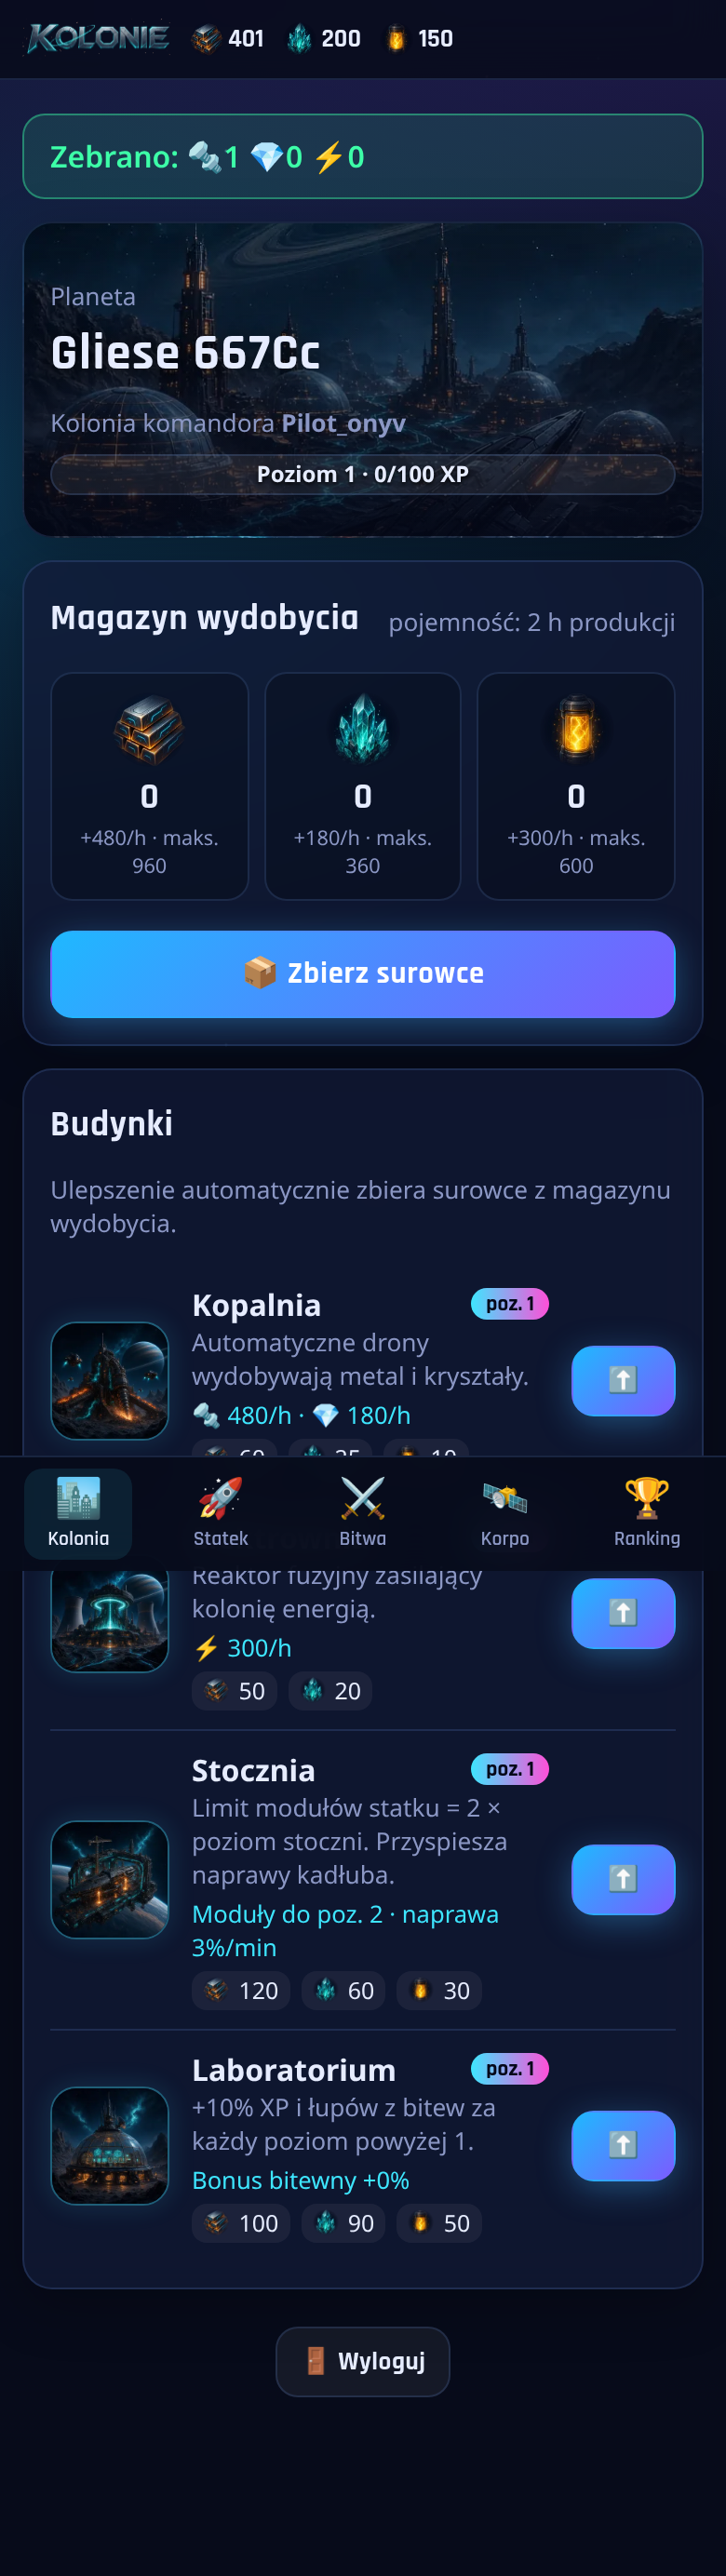 KOLONIE 401 200 150
Zebrano: 🔩1 💎0 ⚡0
Planeta
Gliese 667Cc
Kolonia komandora Pilot_onyv
Poziom 1 · 0/100 XP
Magazyn wydobycia pojemność: 2 h produkcji
0
+480/h · maks.
960
0
+180/h · maks.
360
0
+300/h · maks.
600
📦 Zbierz surowce
Budynki
Ulepszenie automatycznie zbiera surowce z magazynu
wydobycia.
Kopalnia poz. 1
Automatyczne drony
wydobywają metal i kryształy.
🔩 480/h · 💎 180/h
Kolonia Statek Bitwa Korpo Ranking
Reaktor fuzyjny zasilający
kolonię energią.
⚡ 300/h
50 20
Stocznia poz. 1
Limit modułów statku = 2 ×
poziom stoczni. Przyspiesza
naprawy kadłuba.
Moduły do poz. 2 · naprawa
3%/min
120 60 30
Laboratorium poz. 1
+10% XP i łupów z bitew za
każdy poziom powyżej 1.
Bonus bitewny +0%
100 90 50
🚪 Wyloguj